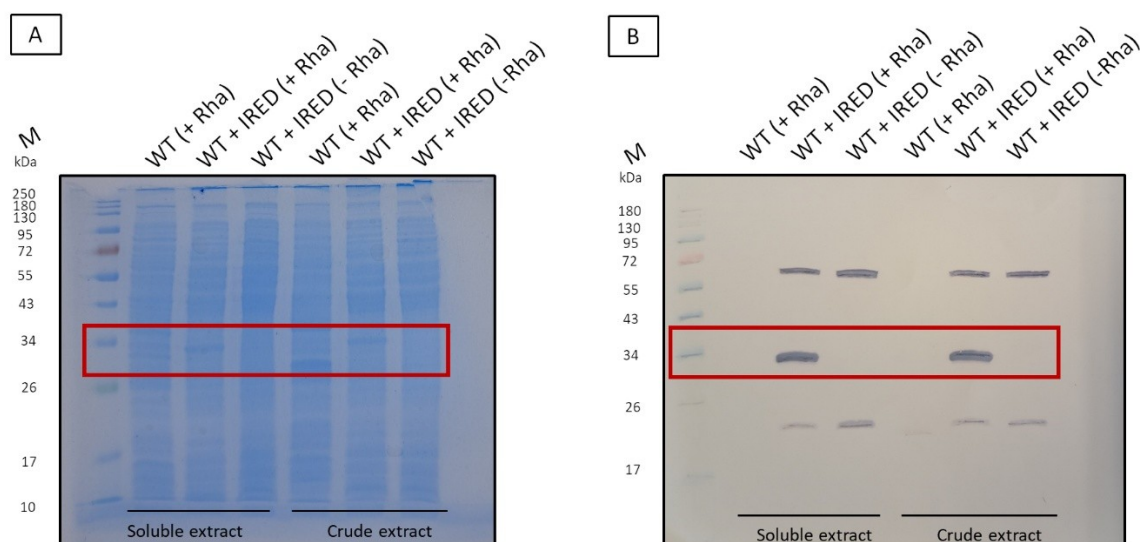 A
M
kDa
WT (+ Rha)
WT + IRED (+ Rha)
WT + IRED (- Rha)
WT (+ Rha)
WT + IRED (+ Rha)
WT + IRED (-Rha)
250
180
130
95
72
55
43
34
26
17
10
Soluble extract
Crude extract
B
M
kDa
WT (+ Rha)
WT + IRED (+ Rha)
WT + IRED (- Rha)
WT (+ Rha)
WT + IRED (+ Rha)
WT + IRED (-Rha)
180
130
95
72
55
43
34
26
17
Soluble extract
Crude extract